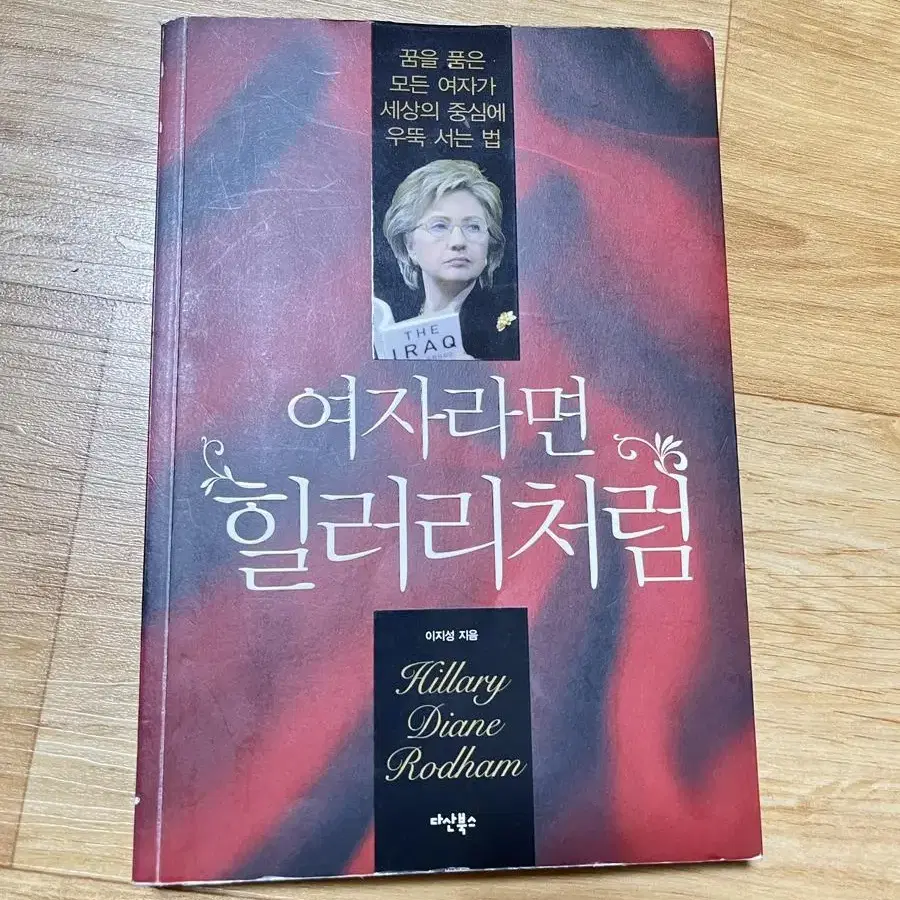 꿈을 품은
모든 여자가
세상의 중심에
우뚝 서는 법
THE
IRAQ
여자라면
힐러리처럼
이지성 지음
Hillary
Diane
Rodham
다산북스